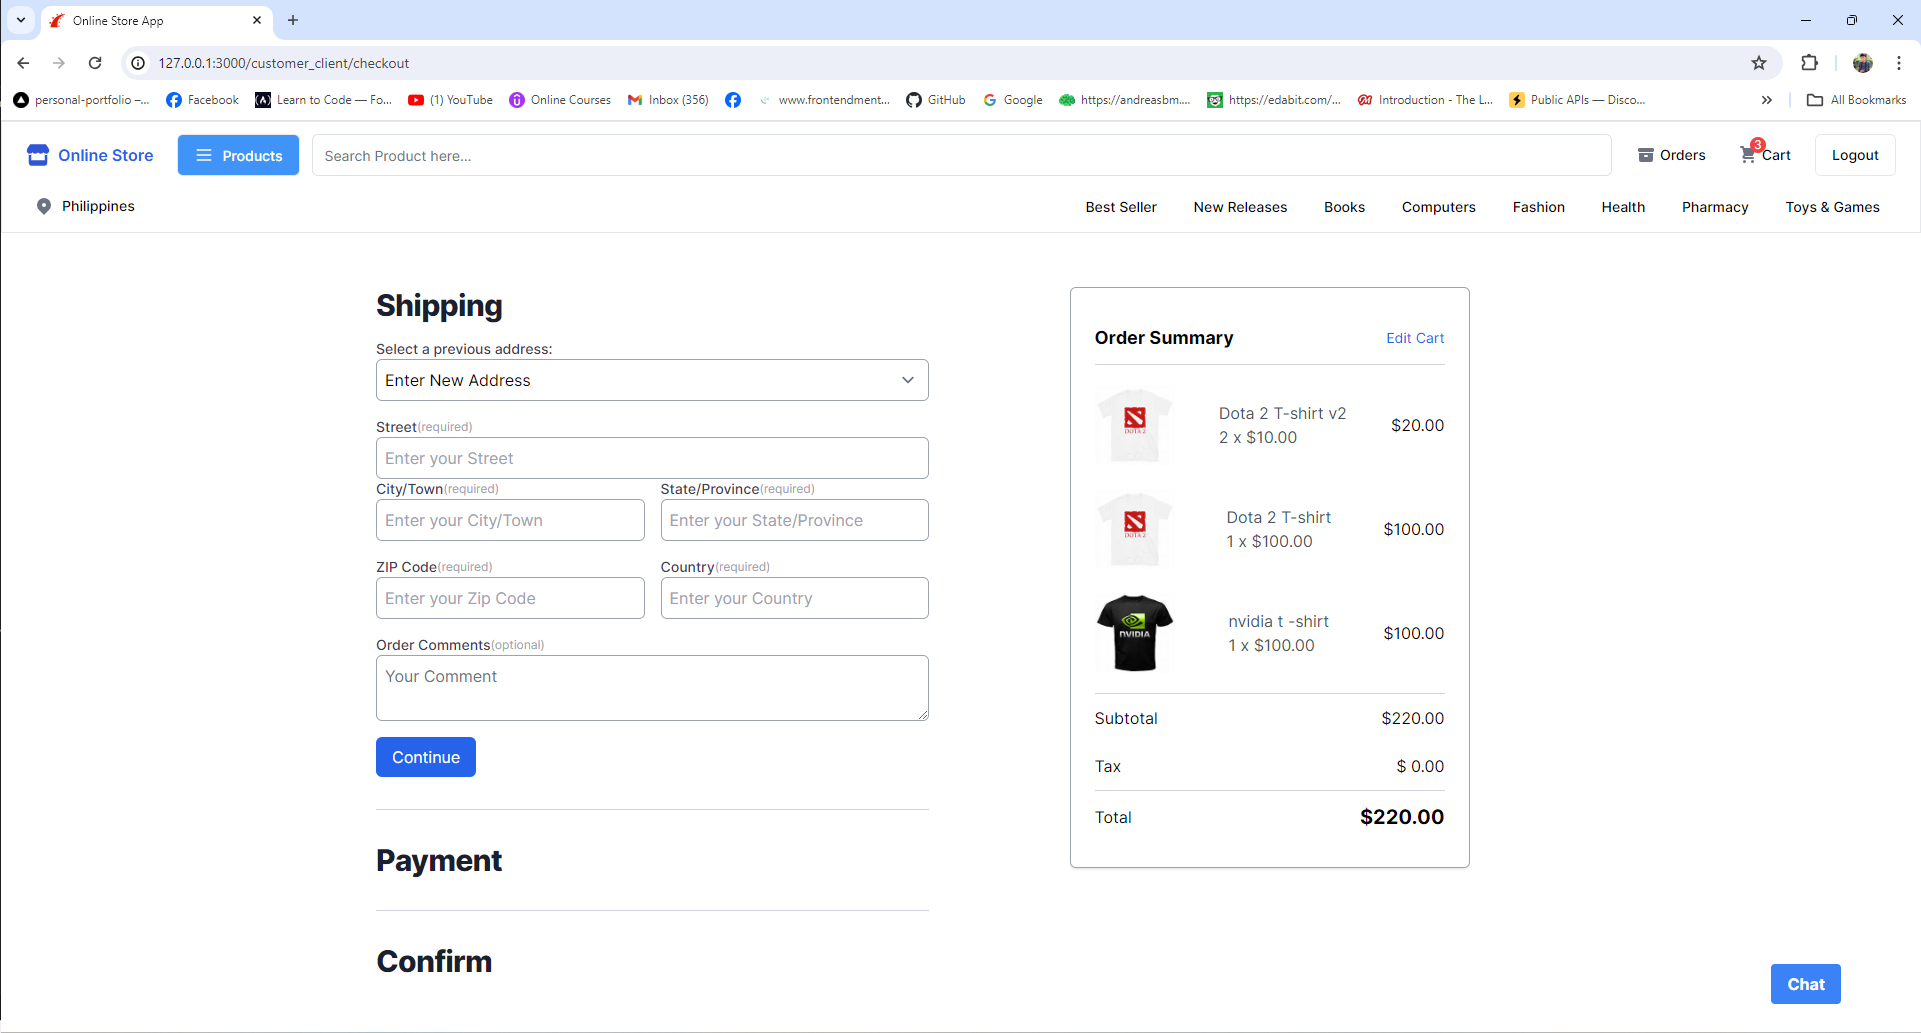 Online Store App
127.0.0.1:3000/customer_client/checkout
personal-portfolio –...
Facebook
Learn to Code — Fo...
(1) YouTube
Online Courses
Inbox (356)
www.frontendment...
GitHub
Google
https://andreasbm....
https://edabit.com/...
Introduction - The L...
Public APIs — Disco...
All Bookmarks
Online Store
Products
Search Product here...
Orders
3
Cart
Logout
Philippines
Best Seller
New Releases
Books
Computers
Fashion
Health
Pharmacy
Toys & Games
Shipping
Select a previous address:
Enter New Address
Street(required)
Enter your Street
City/Town(required)
State/Province(required)
Enter your City/Town
Enter your State/Province
ZIP Code(required)
Country(required)
Enter your Zip Code
Enter your Country
Order Comments(optional)
Your Comment
Continue
Payment
Confirm
Order Summary
Edit Cart
DOTA 2
Dota 2 T-shirt v2
2 x $10.00
$20.00
DOTA 2
Dota 2 T-shirt
1 x $100.00
$100.00
NVIDIA
nvidia t -shirt
1 x $100.00
$100.00
Subtotal
$220.00
Tax
$ 0.00
Total
$220.00
Chat